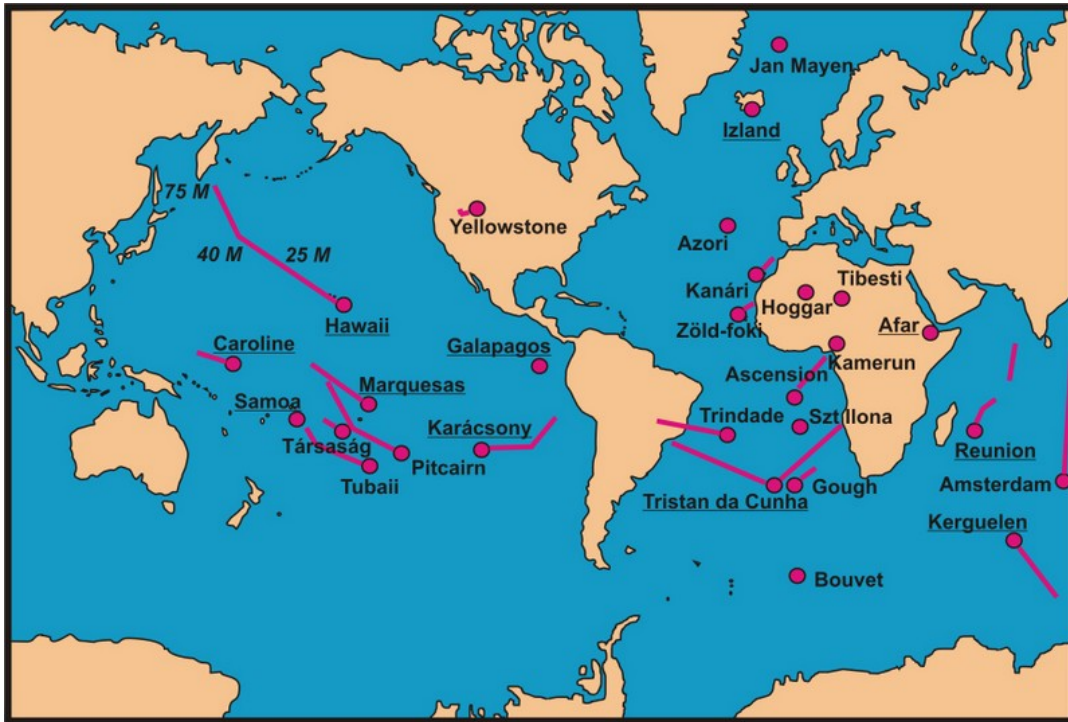 Jan Mayen
Izland
75 M
Yellowstone
Azori
40 M
25 M
Kanári
Tibesti
Hoggar
Hawaii
Zöld-foki
Afar
Caroline
Galapagos
Kamerun
Ascension
Marquesas
Samoa
Karácsony
Trindade
Szt Ilona
Társaság
Reunion
Pitcairn
Tubaii
Gough
Amsterdam
Tristan da Cunha
Kerguelen
Bouvet